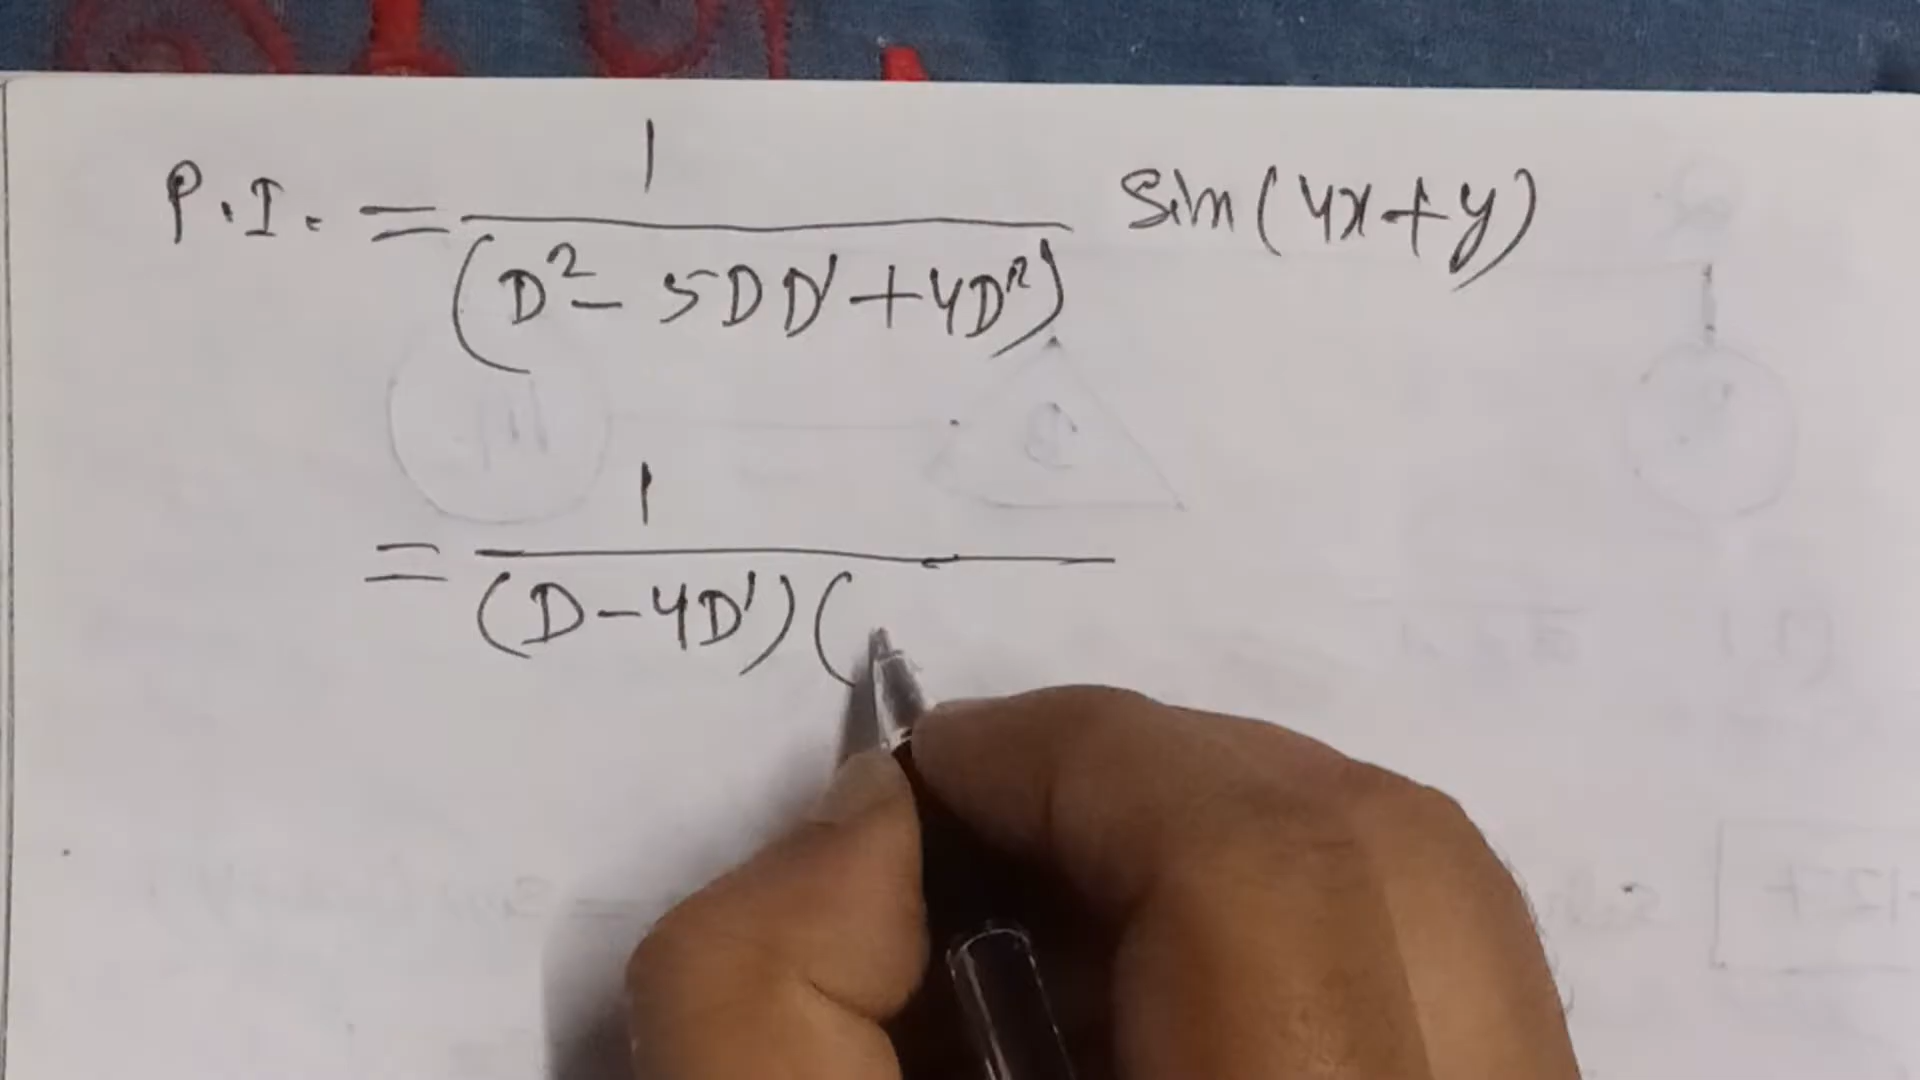 P.I. = 1/(D² - 5DD' + 4D'²) Sin(4x+y)
= 1/(D-4D')(